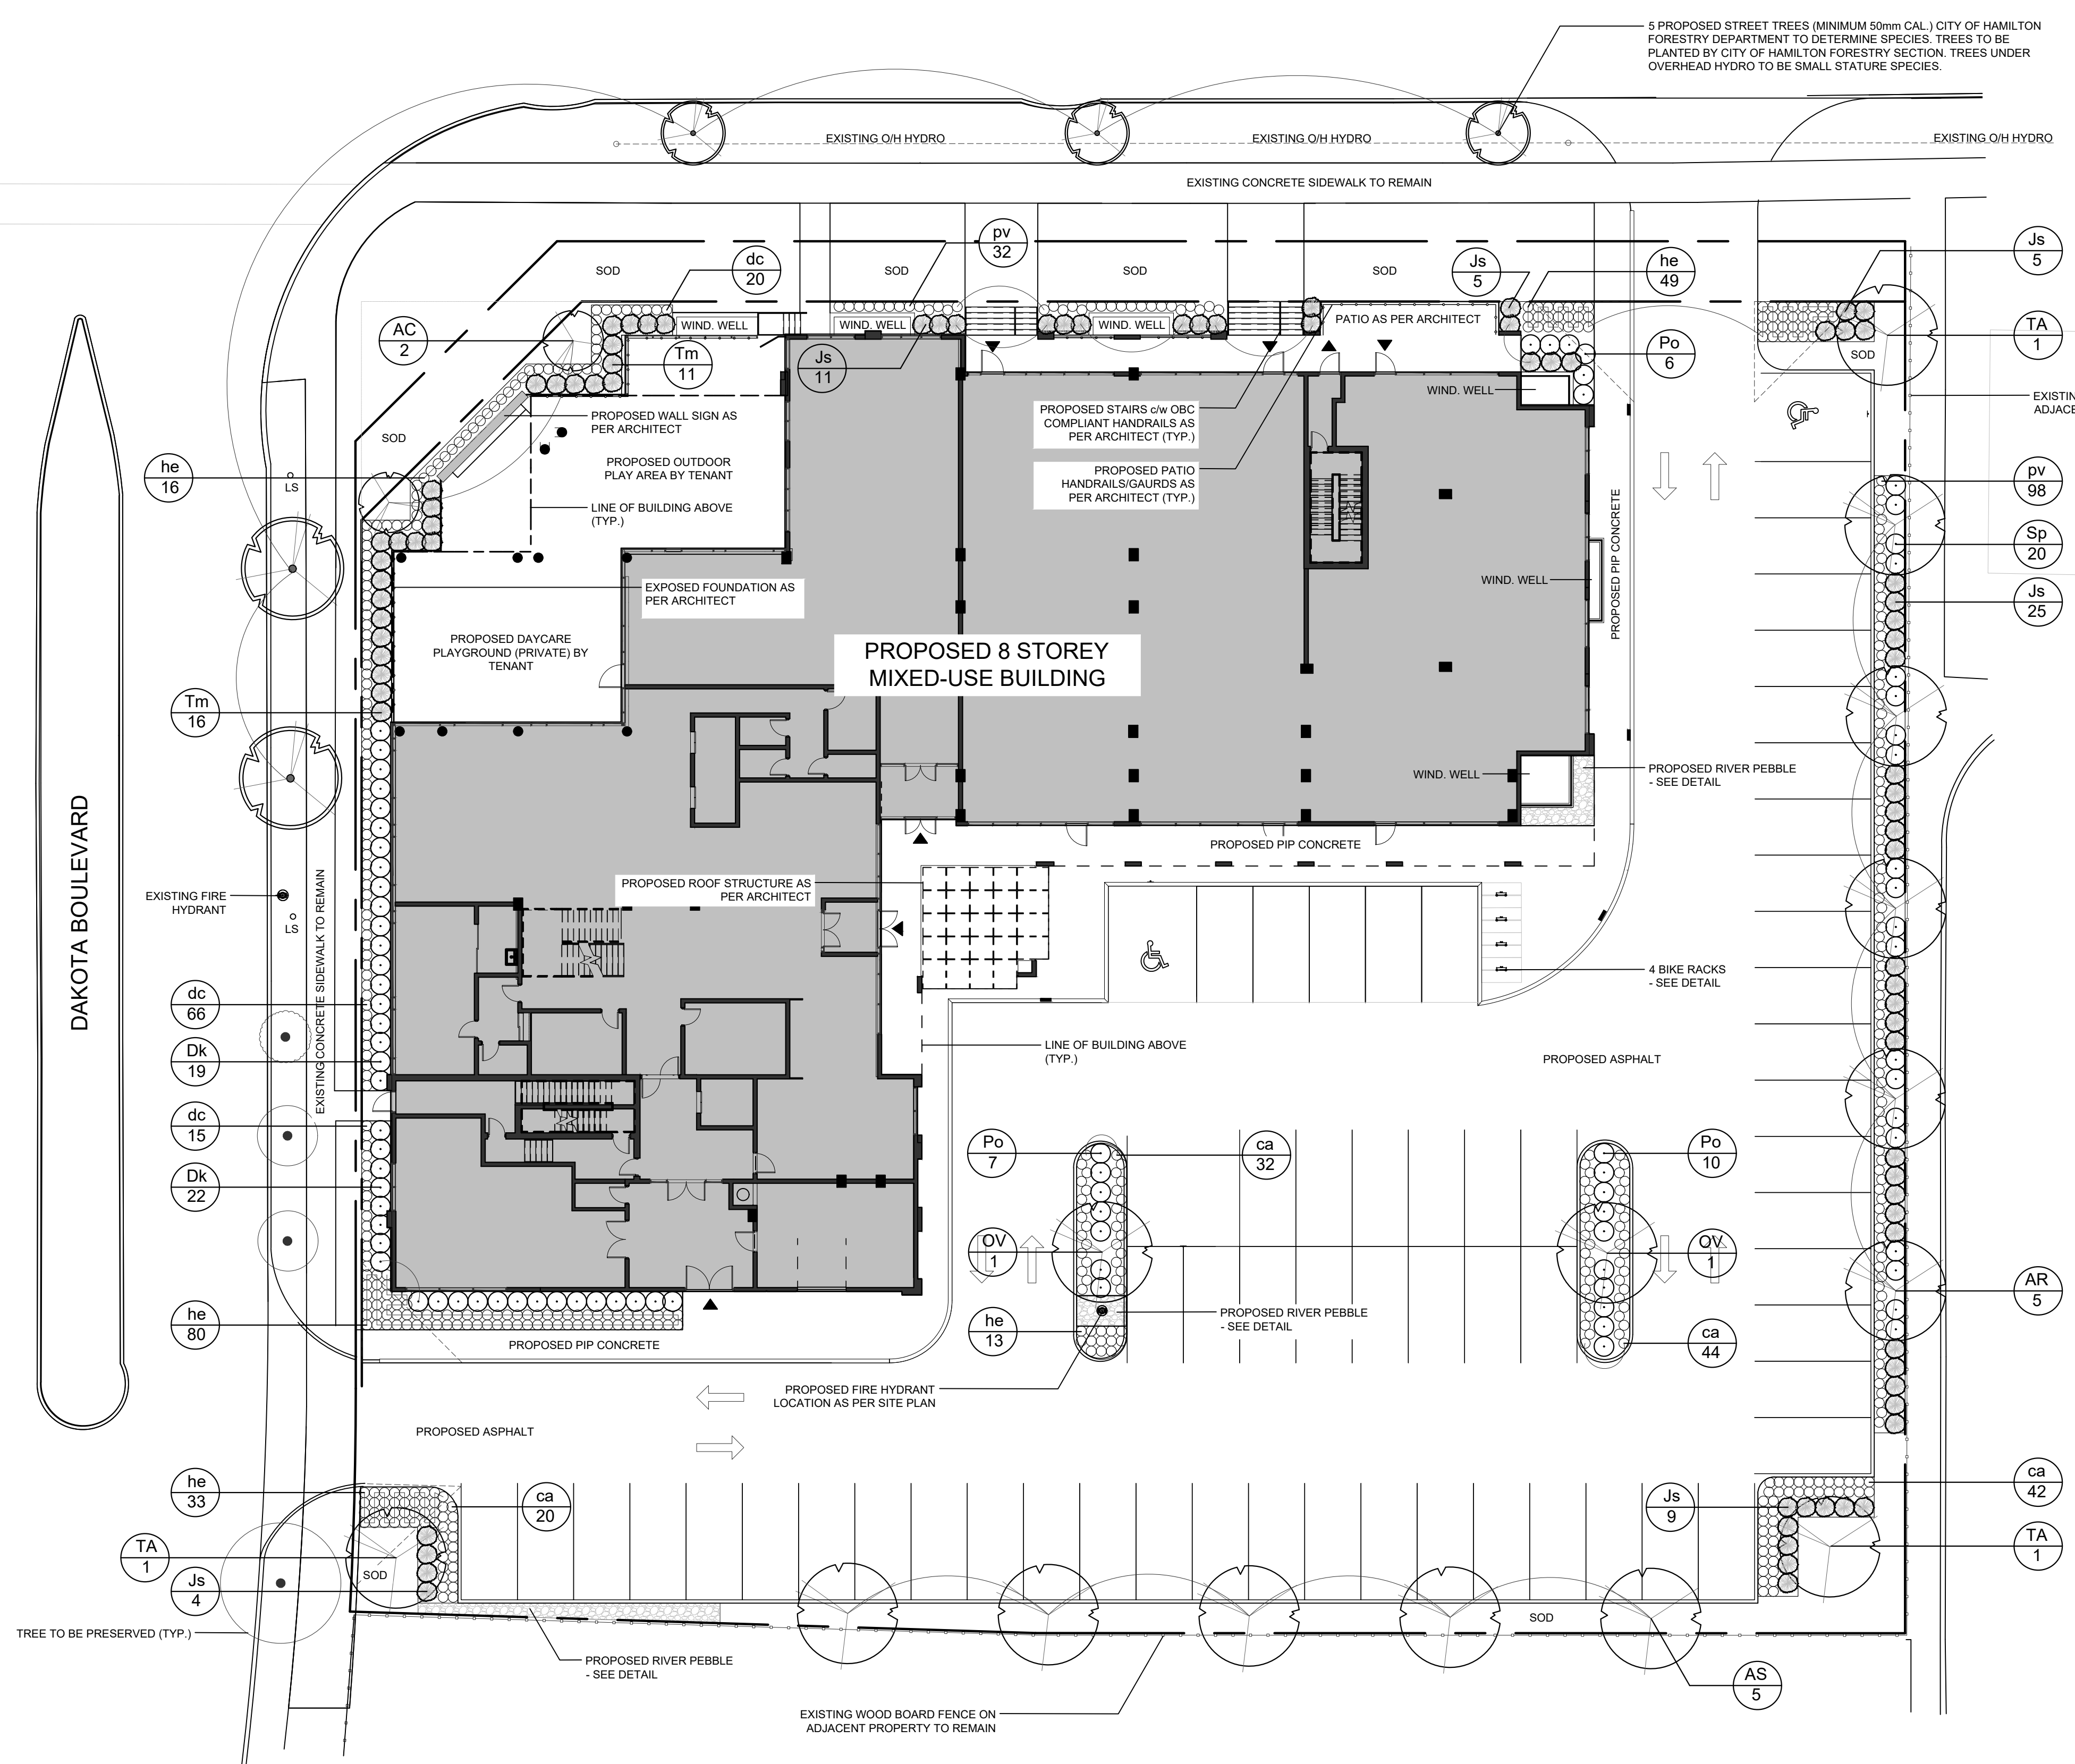 5 PROPOSED STREET TREES (MINIMUM 50mm CAL.) CITY OF HAMILTON
FORESTRY DEPARTMENT TO DETERMINE SPECIES. TREES TO BE
PLANTED BY CITY OF HAMILTON FORESTRY SECTION. TREES UNDER
OVERHEAD HYDRO TO BE SMALL STATURE SPECIES.
EXISTING O/H HYDRO
EXISTING O/H HYDRO
EXISTING O/H HYDRO
EXISTING CONCRETE SIDEWALK TO REMAIN
pv
32
dc
20
Js
5
he
49
Js
5
SOD
SOD
SOD
SOD
AC
2
WIND. WELL
WIND. WELL
WIND. WELL
PATIO AS PER ARCHITECT
TA
1
SOD
Tm
11
Js
11
Po
6
WIND. WELL
EXISTIN
ADJACE
PROPOSED WALL SIGN AS
PER ARCHITECT
PROPOSED STAIRS c/w OBC
COMPLIANT HANDRAILS AS
PER ARCHITECT (TYP.)
SOD
PROPOSED OUTDOOR
PLAY AREA BY TENANT
PROPOSED PATIO
HANDRAILS/GAURDS AS
PER ARCHITECT (TYP.)
he
16
LS
pv
98
LINE OF BUILDING ABOVE
(TYP.)
Sp
20
PROPOSED PIP CONCRETE
WIND. WELL
EXPOSED FOUNDATION AS
PER ARCHITECT
Js
25
PROPOSED DAYCARE
PLAYGROUND (PRIVATE) BY
TENANT
PROPOSED 8 STOREY
MIXED-USE BUILDING
Tm
16
WIND. WELL
PROPOSED RIVER PEBBLE
- SEE DETAIL
DAKOTA BOULEVARD
PROPOSED PIP CONCRETE
PROPOSED ROOF STRUCTURE AS
PER ARCHITECT
EXISTING FIRE
HYDRANT
LS
EXISTING CONCRETE SIDEWALK TO REMAIN
4 BIKE RACKS
- SEE DETAIL
dc
66
Dk
19
LINE OF BUILDING ABOVE
(TYP.)
PROPOSED ASPHALT
dc
15
Dk
22
Po
7
ca
32
Po
10
OV
1
OV
1
AR
5
he
80
he
13
PROPOSED RIVER PEBBLE
- SEE DETAIL
ca
44
PROPOSED PIP CONCRETE
PROPOSED FIRE HYDRANT
LOCATION AS PER SITE PLAN
PROPOSED ASPHALT
he
33
ca
20
Js
9
ca
42
TA
1
TA
1
Js
4
SOD
SOD
TREE TO BE PRESERVED (TYP.)
PROPOSED RIVER PEBBLE
- SEE DETAIL
AS
5
EXISTING WOOD BOARD FENCE ON
ADJACENT PROPERTY TO REMAIN